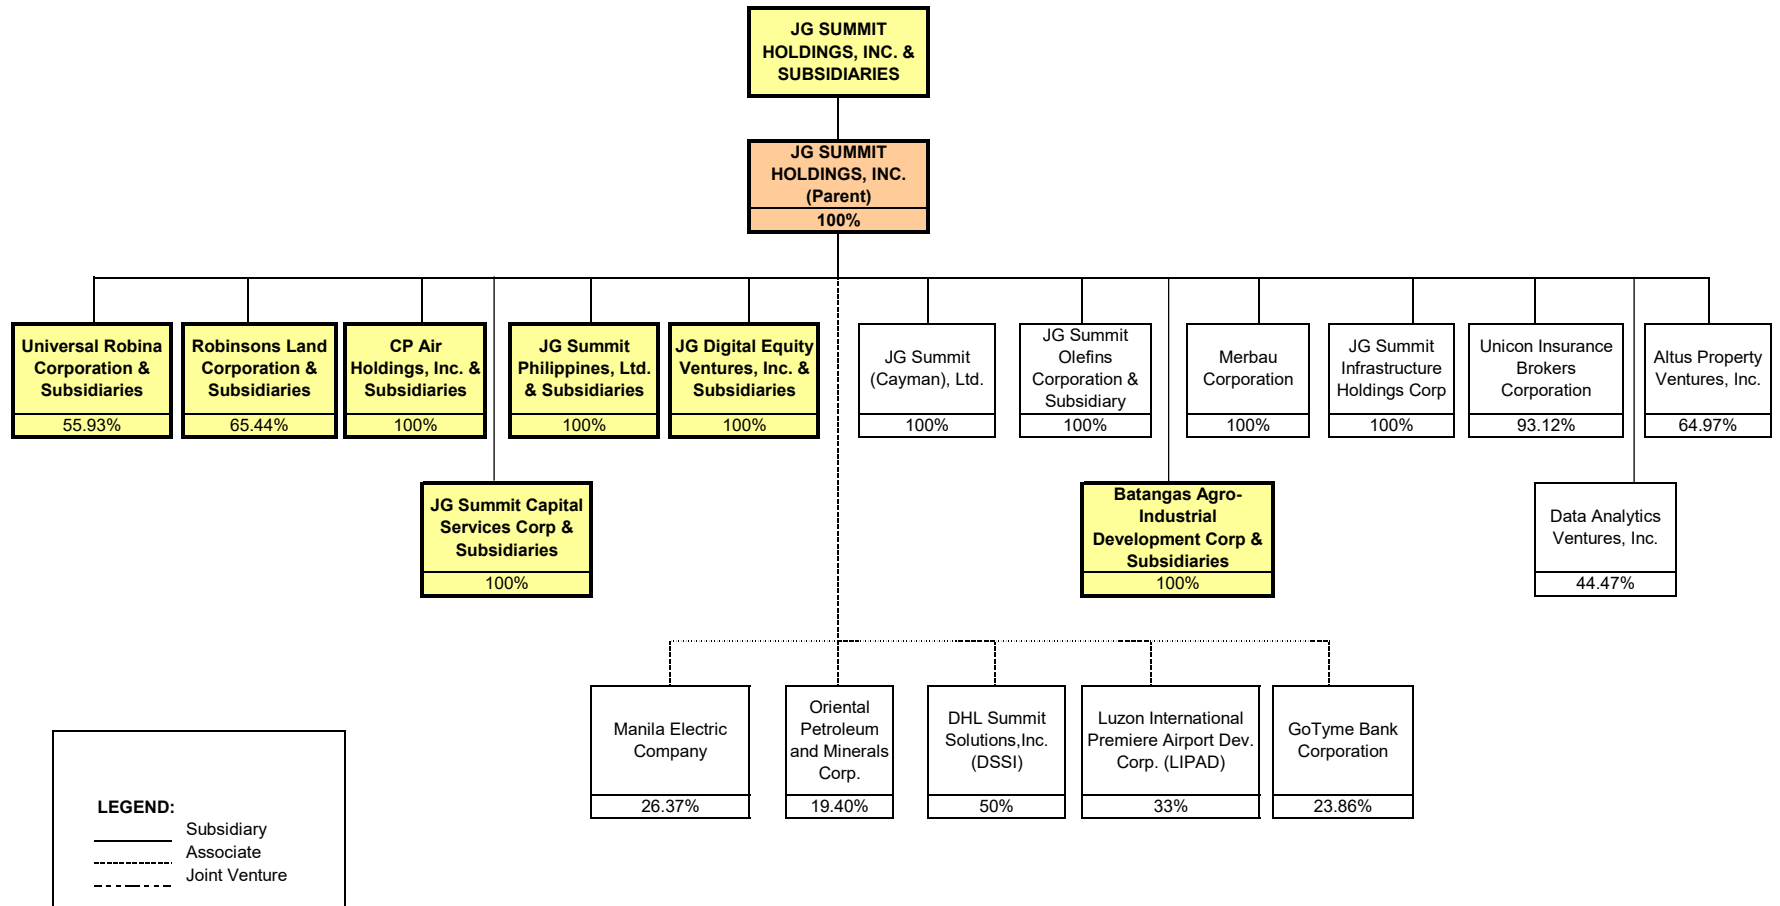 JG SUMMIT
HOLDINGS, INC. &
SUBSIDIARIES
JG SUMMIT
HOLDINGS, INC.
(Parent)
100%
Universal Robina
Corporation &
Subsidiaries
55.93%
Robinsons Land
Corporation &
Subsidiaries
65.44%
CP Air
Holdings, Inc. &
Subsidiaries
100%
JG Summit
Philippines, Ltd.
& Subsidiaries
100%
JG Digital Equity
Ventures, Inc. &
Subsidiaries
100%
JG Summit
(Cayman), Ltd.
100%
JG Summit
Olefins
Corporation &
Subsidiary
100%
Merbau
Corporation
100%
JG Summit
Infrastructure
Holdings Corp
100%
Unicon Insurance
Brokers
Corporation
93.12%
Altus Property
Ventures, Inc.
64.97%
JG Summit Capital
Services Corp &
Subsidiaries
100%
Batangas Agro-
Industrial
Development Corp &
Subsidiaries
100%
Data Analytics
Ventures, Inc.
44.47%
Manila Electric
Company
26.37%
Oriental
Petroleum
and Minerals
Corp.
19.40%
DHL Summit
Solutions,Inc.
(DSSI)
50%
Luzon International
Premiere Airport Dev.
Corp. (LIPAD)
33%
GoTyme Bank
Corporation
23.86%
LEGEND:
Subsidiary
Associate
Joint Venture